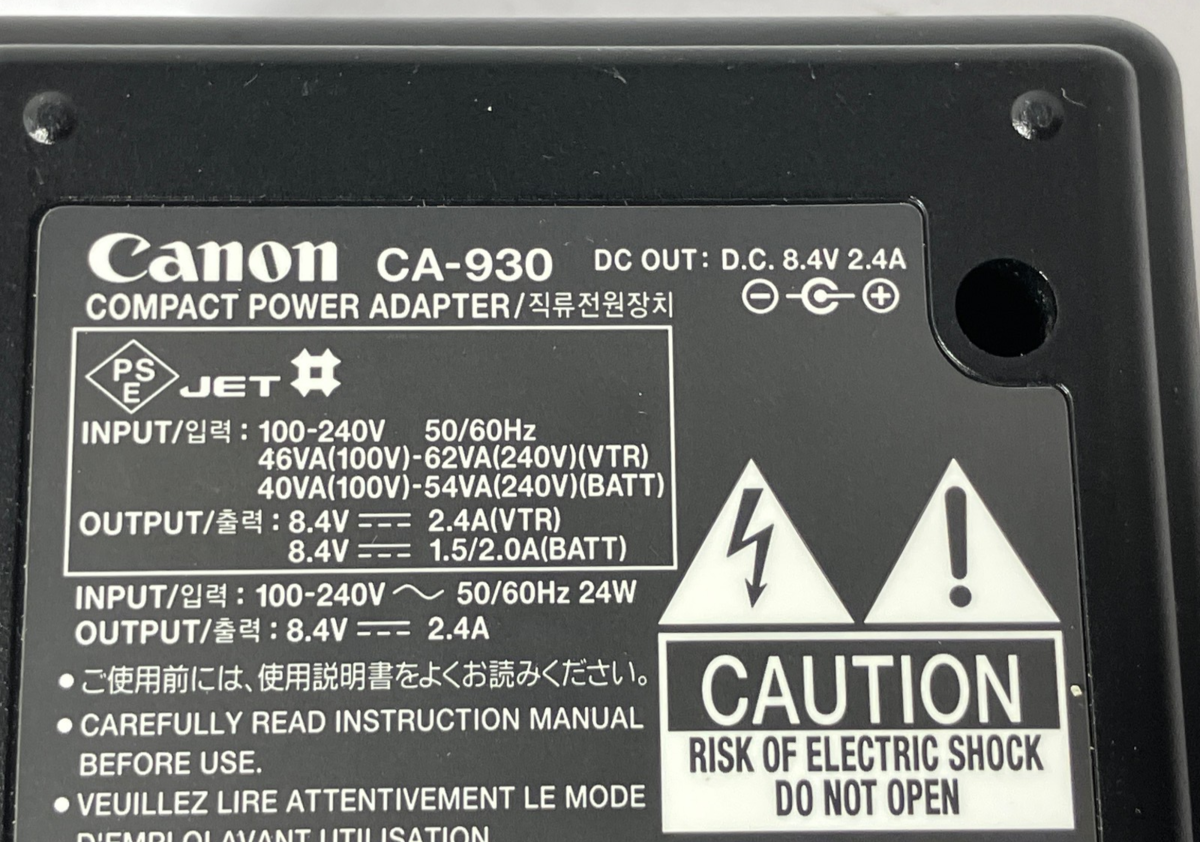 Canon CA-930 DC OUT: D.C. 8.4V 2.4A
COMPACT POWER ADAPTER/직류전원장치
PSE JET
INPUT/입력: 100-240V 50/60Hz
46VA(100V)-62VA(240V)(VTR)
40VA(100V)-54VA(240V)(BATT)
OUTPUT/출력: 8.4V ⎓ 2.4A(VTR)
8.4V ⎓ 1.5/2.0A(BATT)
INPUT/입력: 100-240V ～ 50/60Hz 24W
OUTPUT/출력: 8.4V ⎓ 2.4A
●ご使用前には、使用説明書をよくお読みください。
●CAREFULLY READ INSTRUCTION MANUAL
BEFORE USE.
●VEUILLEZ LIRE ATTENTIVEMENT LE MODE
D'EMPLOI AVANT UTILISATION
CAUTION
RISK OF ELECTRIC SHOCK
DO NOT OPEN